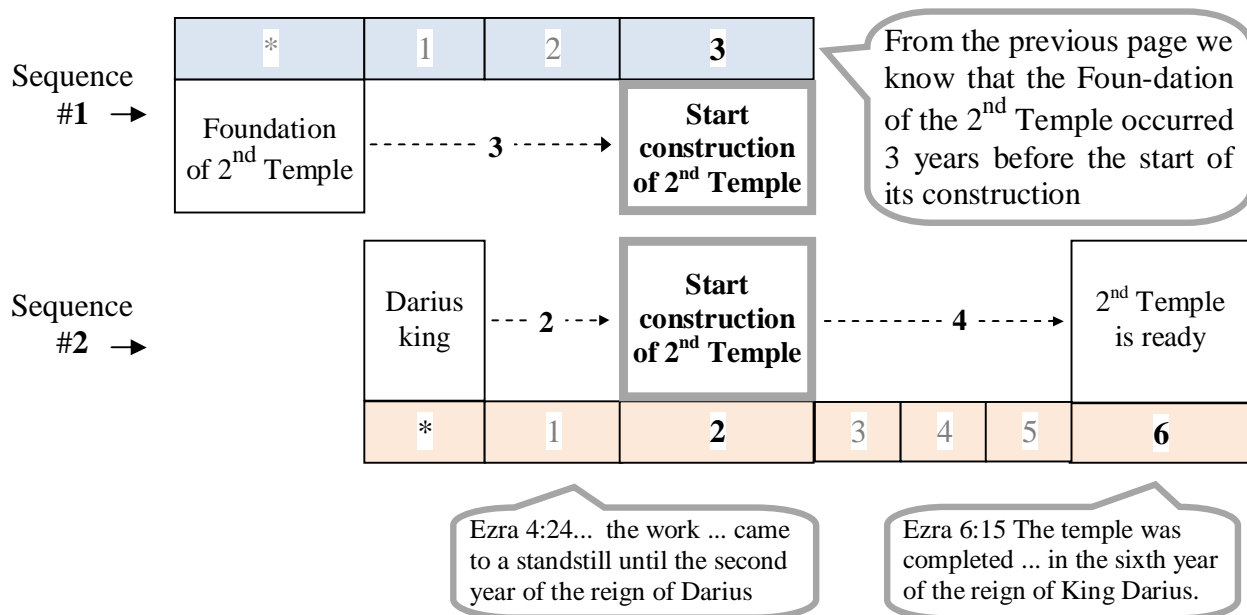 * 1 2 3
Sequence
#1 →
Foundation
of 2nd Temple
3
Start
construction
of 2nd Temple
From the previous page we
know that the Foun-dation
of the 2nd Temple occurred
3 years before the start of
its construction
Sequence
#2 →
Darius
king
2
Start
construction
of 2nd Temple
4
2nd Temple
is ready
* 1 2 3 4 5 6
Ezra 4:24... the work ... came
to a standstill until the second
year of the reign of Darius
Ezra 6:15 The temple was
completed ... in the sixth year
of the reign of King Darius.